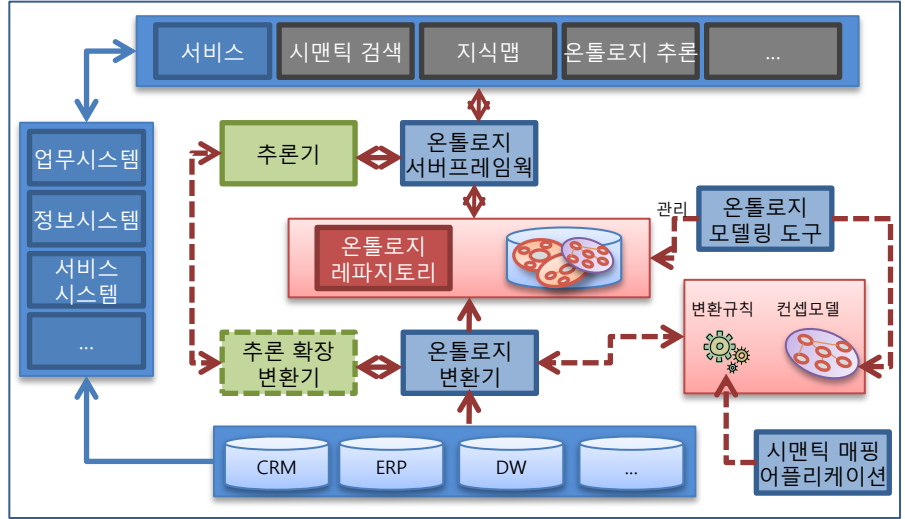 서비스
시맨틱 검색
지식맵
온톨로지 추론
...
업무시스템
정보시스템
서비스
시스템
...
추론기
온톨로지
서버프레임웍
온톨로지
레파지토리
관리
온톨로지
모델링 도구
변환규칙
컨셉모델
추론 확장
변환기
온톨로지
변환기
시맨틱 매핑
어플리케이션
CRM
ERP
DW
...